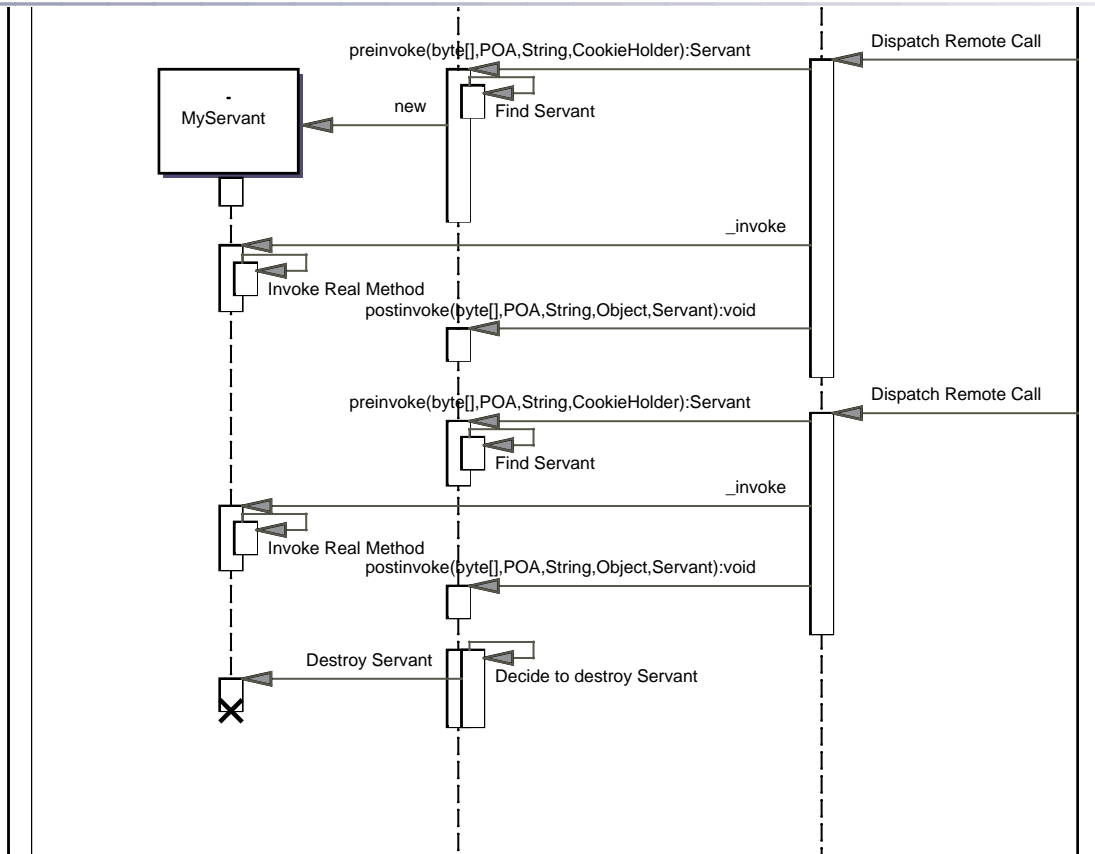 Dispatch Remote Call
preinvoke(byte[],POA,String,CookieHolder):Servant
-
MyServant
new
Find Servant
_invoke
Invoke Real Method
postinvoke(byte[],POA,String,Object,Servant):void
Dispatch Remote Call
preinvoke(byte[],POA,String,CookieHolder):Servant
Find Servant
_invoke
Invoke Real Method
postinvoke(byte[],POA,String,Object,Servant):void
Destroy Servant
Decide to destroy Servant